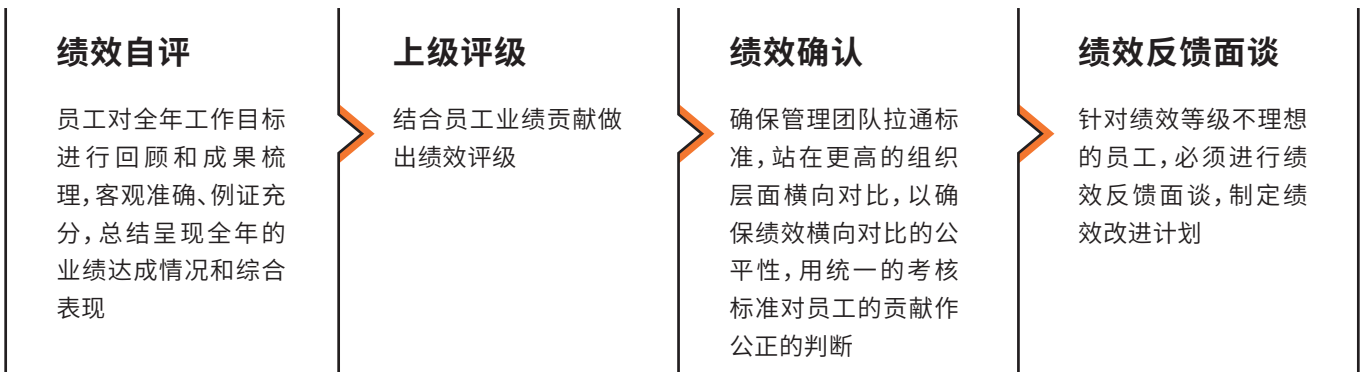 绩效自评
员工对全年工作目标
进行回顾和成果梳
理,客观准确、例证充
分,总结呈现全年的
业绩达成情况和综合
表现
上级评级
结合员工业绩贡献做
出绩效评级
绩效确认
确保管理团队拉通标
准,站在更高的组织
层面横向对比,以确
保绩效横向对比的公
平性,用统一的考核
标准对员工的贡献作
公正的判断
绩效反馈面谈
针对绩效等级不理想
的员工,必须进行绩
效反馈面谈,制定绩
效改进计划